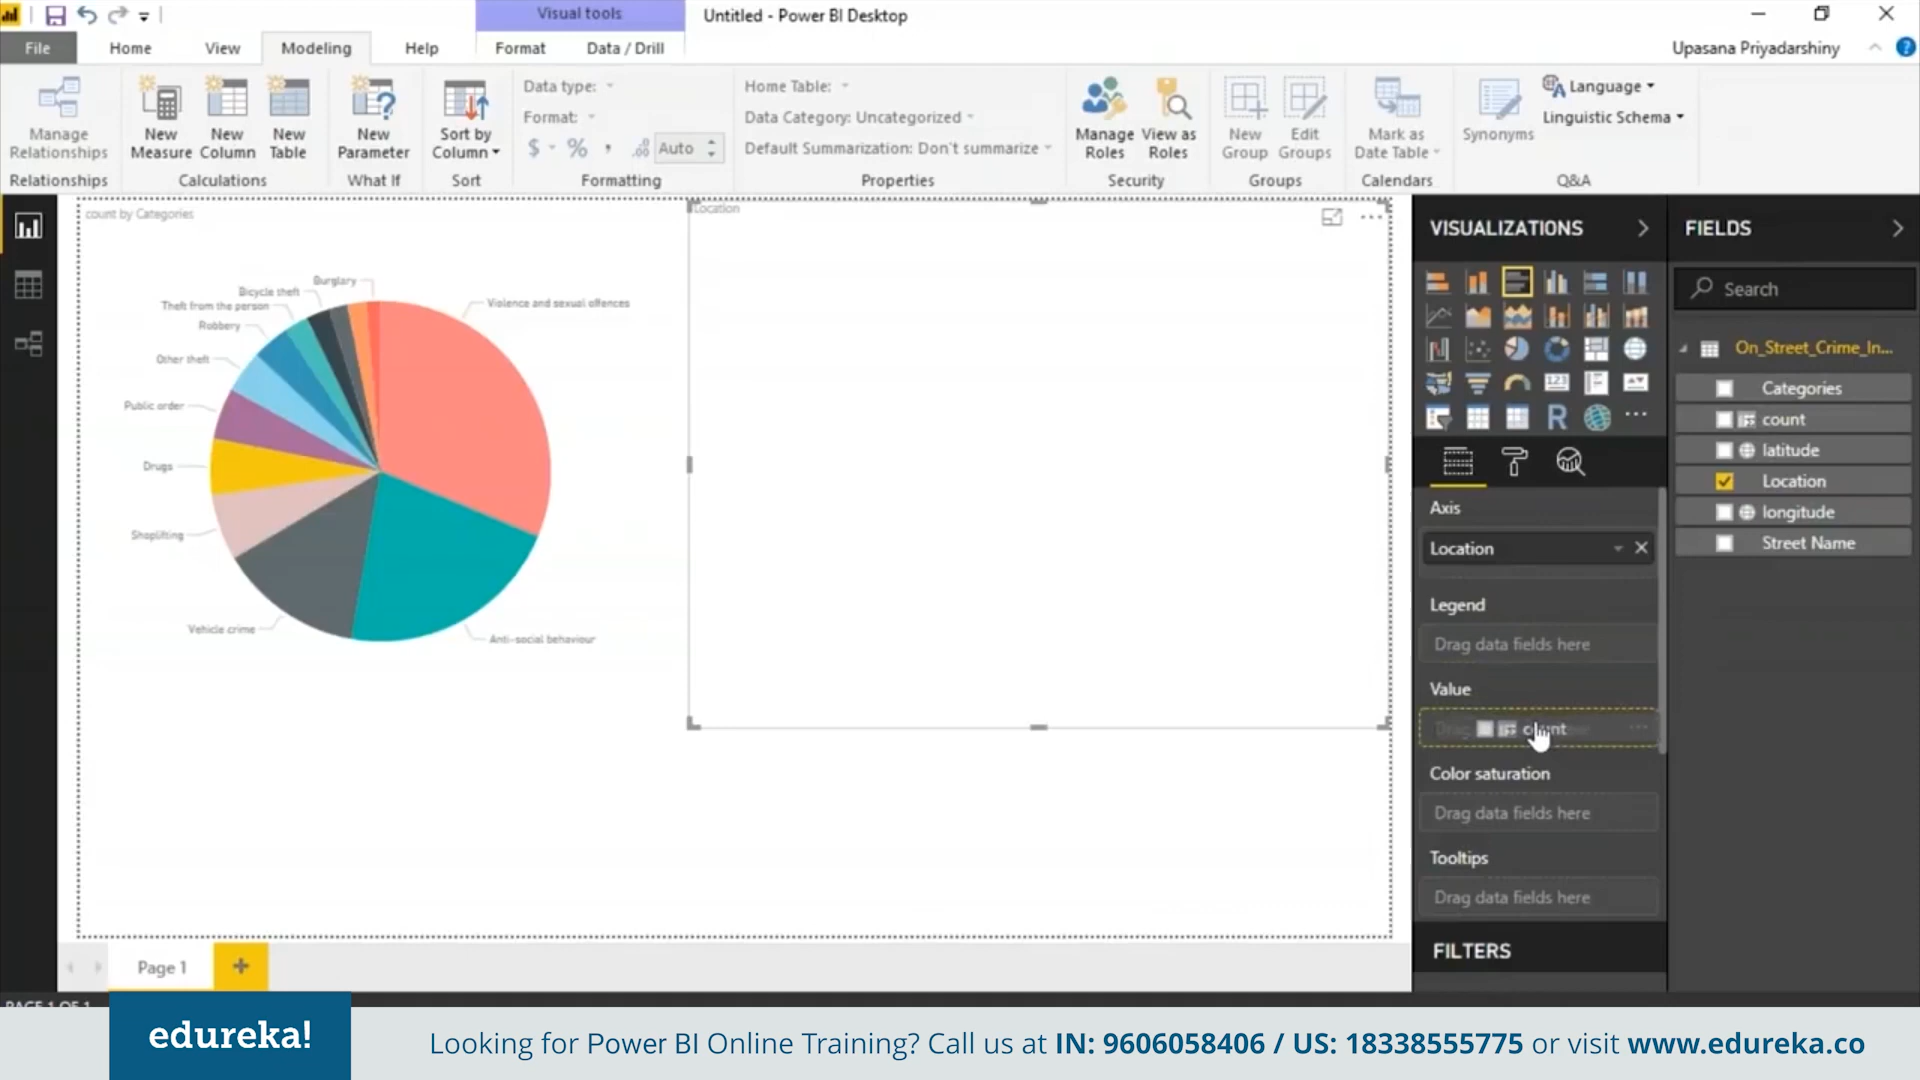 Visual tools
Untitled - Power BI Desktop
File
Home
View
Modeling
Help
Format
Data / Drill
Upasana Priyadarshiny
Manage Relationships
Relationships
New Measure
New Column
New Table
Calculations
New Parameter
What If
Sort by Column
Sort
Data type:
Format:
$ % , .00 Auto
Formatting
Home Table:
Data Category: Uncategorized
Default Summarization: Don't summarize
Properties
Manage Roles
View as Roles
Security
New Group
Edit Groups
Groups
Mark as Date Table
Calendars
Synonyms
Language
Linguistic Schema
Q&A
count by Categories
Burglary
Bicycle theft
Theft from the person
Robbery
Other theft
Public order
Drugs
Shoplifting
Vehicle crime
Violence and sexual offences
Anti-social behaviour
Location
VISUALIZATIONS
Axis
Location
Legend
Drag data fields here
Value
count
Color saturation
Drag data fields here
Tooltips
Drag data fields here
FILTERS
FIELDS
Search
On_Street_Crime_In...
Categories
count
latitude
Location
longitude
Street Name
Page 1
PAGE 1 OF 1
edureka!
Looking for Power BI Online Training? Call us at IN: 9606058406 / US: 18338555775 or visit www.edureka.co